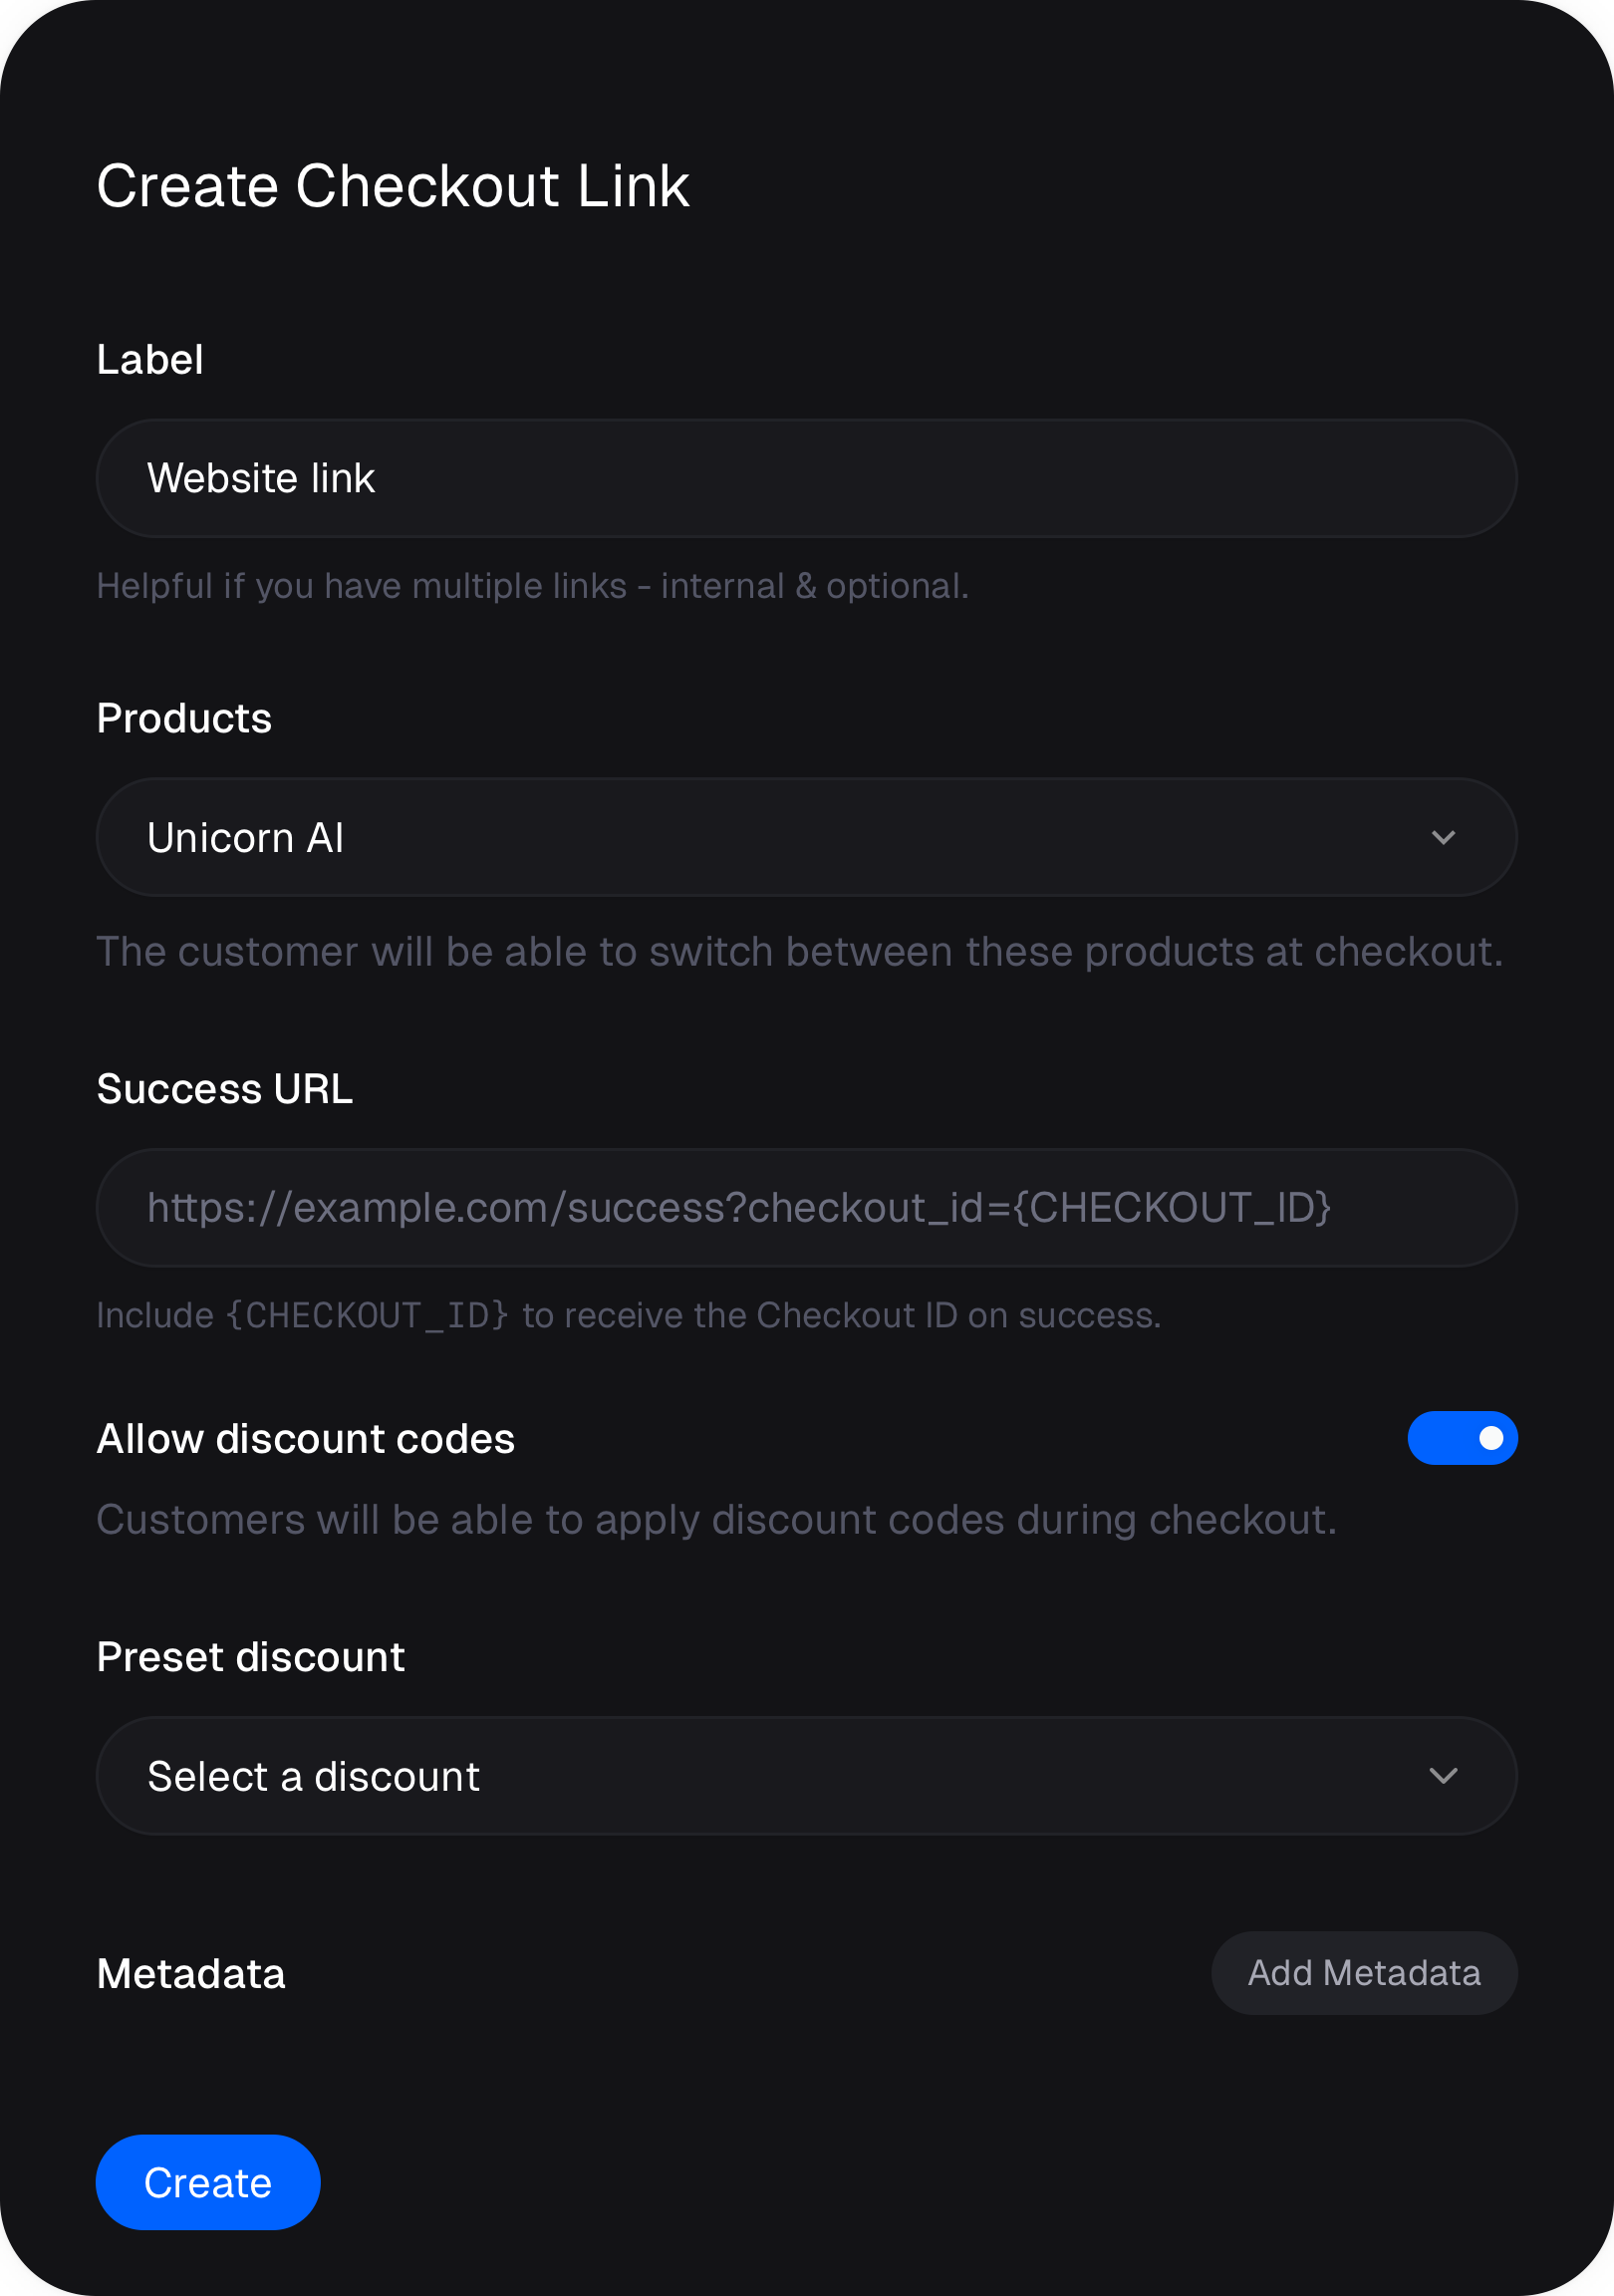 Create Checkout Link
Label
Website link
Helpful if you have multiple links - internal & optional.
Products
Unicorn AI
The customer will be able to switch between these products at checkout.
Success URL
https://example.com/success?checkout_id={CHECKOUT_ID}
Include {CHECKOUT_ID} to receive the Checkout ID on success.
Allow discount codes
Customers will be able to apply discount codes during checkout.
Preset discount
Select a discount
Metadata
Add Metadata
Create